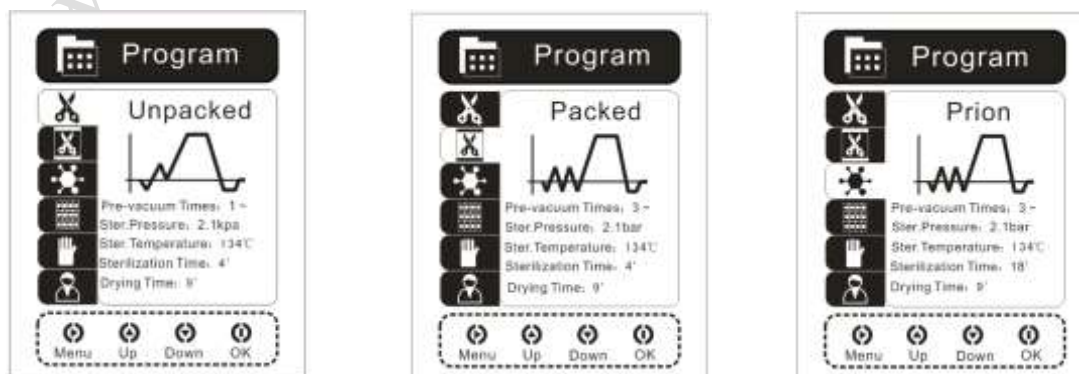 Program
Unpacked
Pre-vacuum Times: 1~
Ster.Pressure: 2.1kpa
Ster.Temperature: 134℃
Sterilization Time: 4'
Drying Time: 9'
Menu Up Down OK
Program
Packed
Pre-vacuum Times: 3~
Ster.Pressure: 2.1bar
Ster.Temperature: 134℃
Sterilization Time: 4'
Drying Time: 9'
Menu Up Down OK
Program
Prion
Pre-vacuum Times: 3~
Ster.Pressure: 2.1bar
Ster.Temperature: 134℃
Sterilization Time: 18'
Drying Time: 9'
Menu Up Down OK